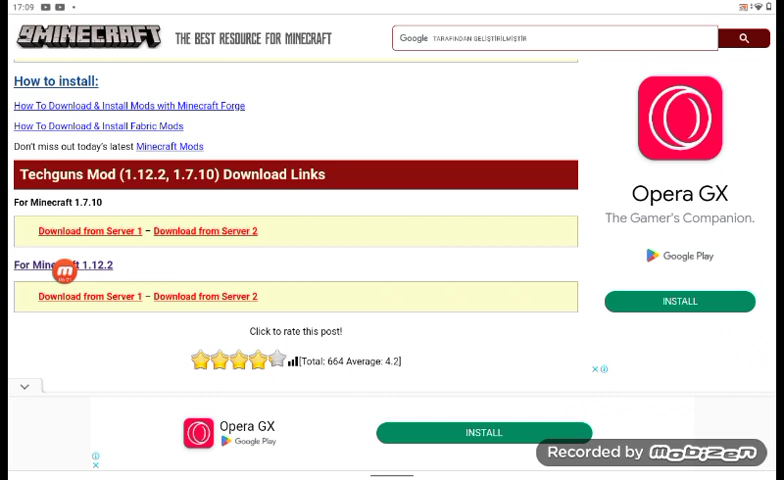 17:09
9MINECRAFT THE BEST RESOURCE FOR MINECRAFT
Google TARAFINDAN GELİŞTİRİLMİŞTİR
How to install:
How To Download & Install Mods with Minecraft Forge
How To Download & Install Fabric Mods
Don't miss out today's latest Minecraft Mods
Techguns Mod (1.12.2, 1.7.10) Download Links
For Minecraft 1.7.10
Download from Server 1 – Download from Server 2
For Mine t 1.12.2
Download from Server 1 – Download from Server 2
Click to rate this post!
[Total: 664 Average: 4.2]
Opera GX
The Gamer's Companion.
Google Play
INSTALL
Opera GX
Google Play
INSTALL
Recorded by mobizen